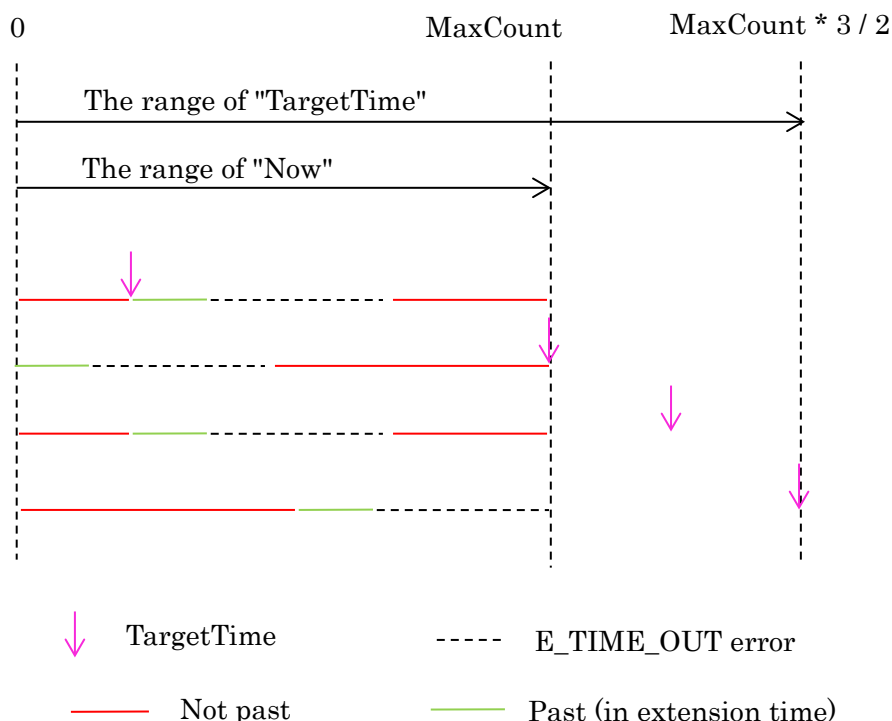 0
MaxCount
MaxCount * 3 / 2
The range of "TargetTime"
The range of "Now"
TargetTime
E_TIME_OUT error
Not past
Past (in extension time)